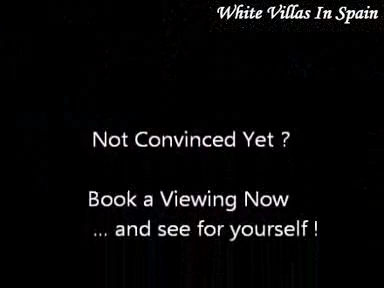 White Villas In Spain
Not Convinced Yet ?
Book a Viewing Now
... and see for yourself !